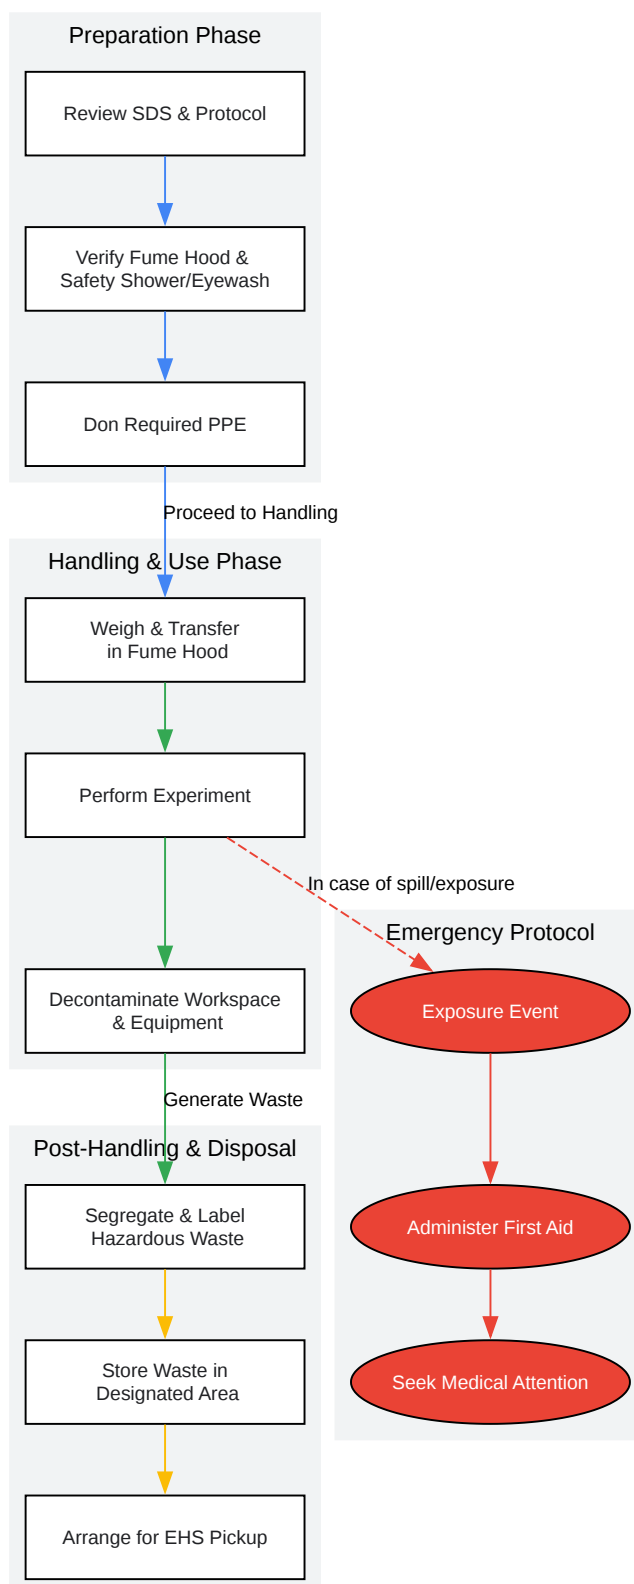 Preparation Phase
Review SDS & Protocol
Verify Fume Hood &
Safety Shower/Eyewash
Don Required PPE
Proceed to Handling
Handling & Use Phase
Weigh & Transfer
in Fume Hood
Perform Experiment
In case of spill/exposure
Emergency Protocol
Exposure Event
Decontaminate Workspace
& Equipment
Generate Waste
Post-Handling & Disposal
Segregate & Label
Hazardous Waste
Administer First Aid
Store Waste in
Designated Area
Seek Medical Attention
Arrange for EHS Pickup